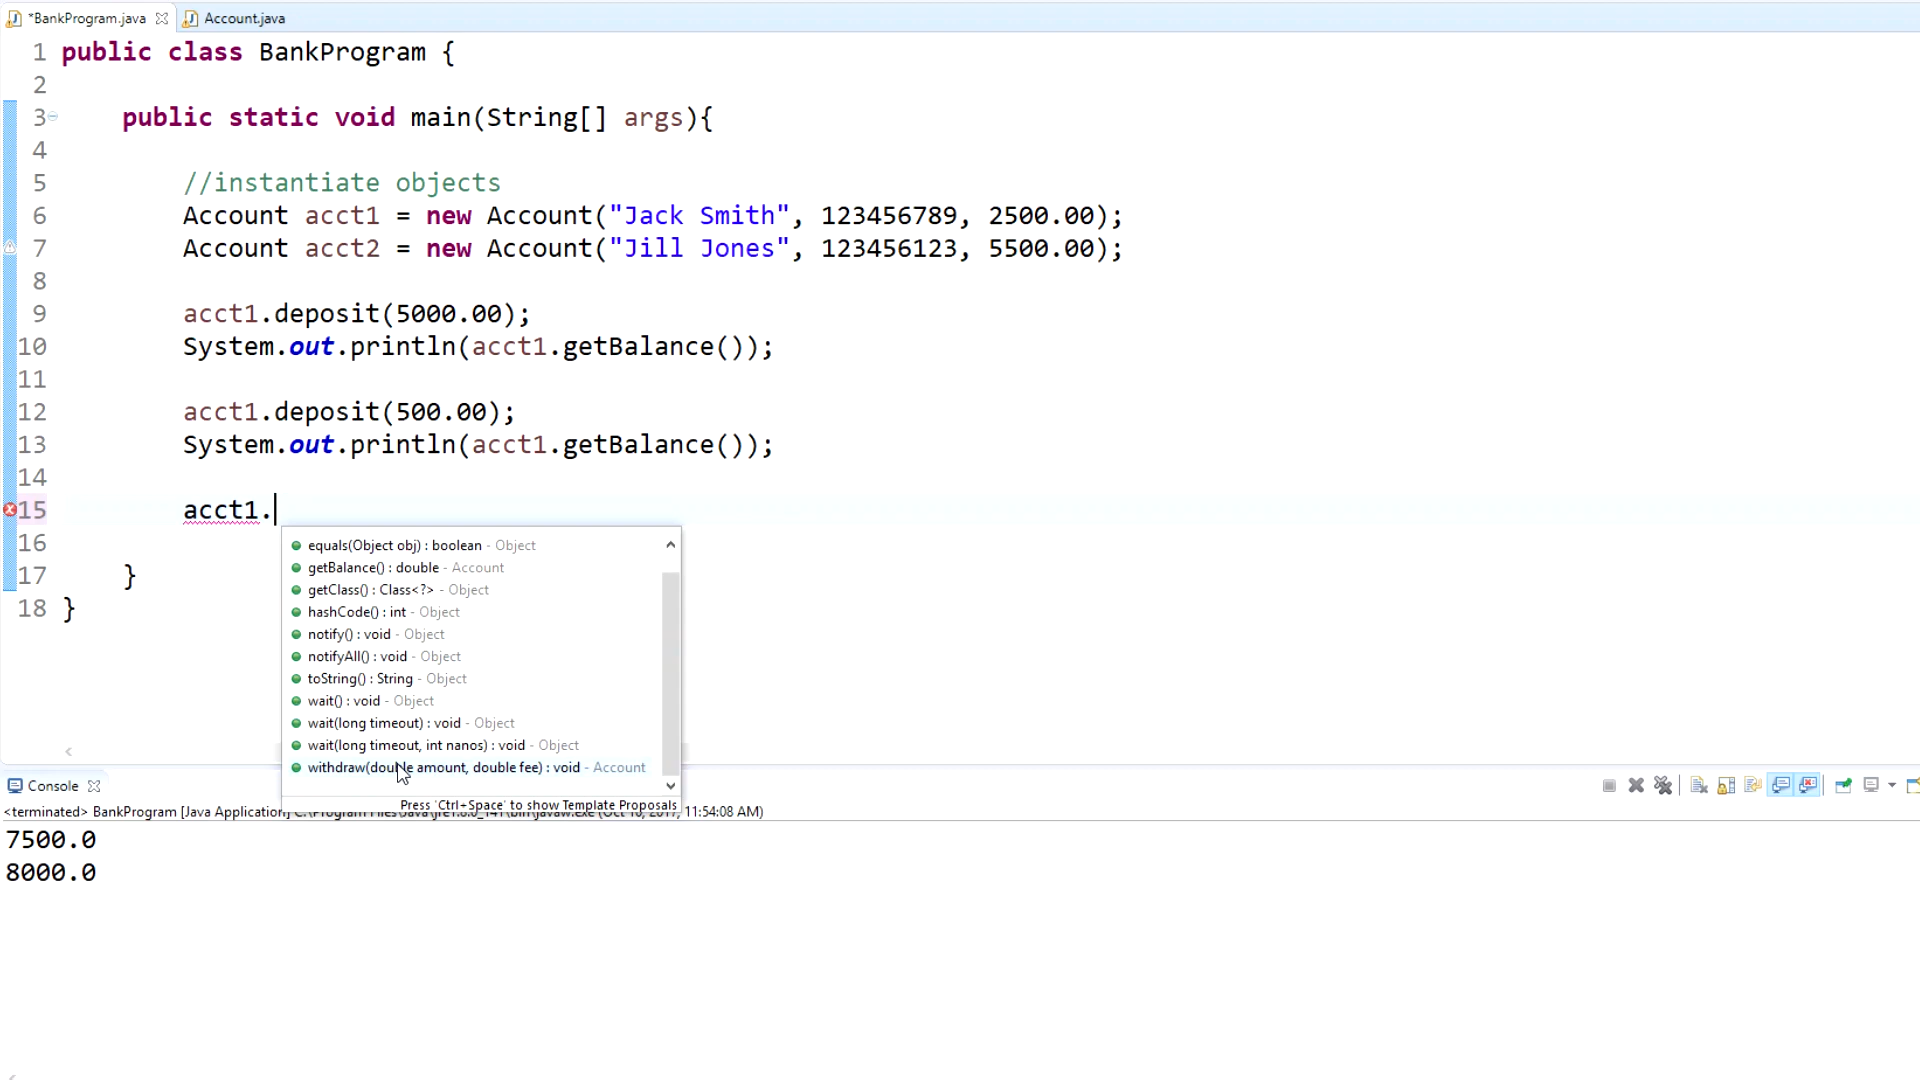 *BankProgram.java Account.java
1 public class BankProgram {
2
3 public static void main(String[] args){
4
5 //instantiate objects
6 Account acct1 = new Account("Jack Smith", 123456789, 2500.00);
7 Account acct2 = new Account("Jill Jones", 123456123, 5500.00);
8
9 acct1.deposit(5000.00);
10 System.out.println(acct1.getBalance());
11
12 acct1.deposit(500.00);
13 System.out.println(acct1.getBalance());
14
15 acct1.
16
17 }
18 }
equals(Object obj) : boolean - Object
getBalance() : double - Account
getClass() : Class<?> - Object
hashCode() : int - Object
notify() : void - Object
notifyAll() : void - Object
toString() : String - Object
wait() : void - Object
wait(long timeout) : void - Object
wait(long timeout, int nanos) : void - Object
withdraw(double amount, double fee) : void - Account
Press 'Ctrl+Space' to show Template Proposals
Console
<terminated> BankProgram [Java Application] 11:54:08 AM)
7500.0
8000.0